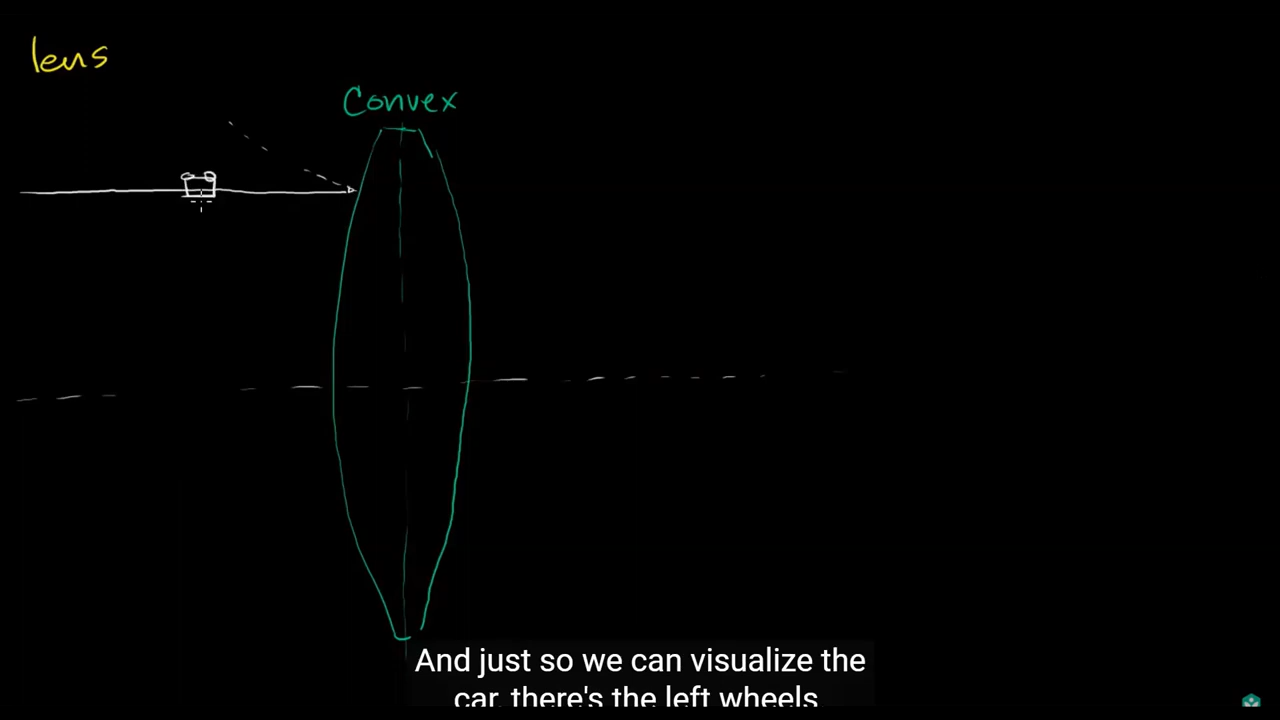 lens
Convex
And just so we can visualize the
car, there's the left wheels